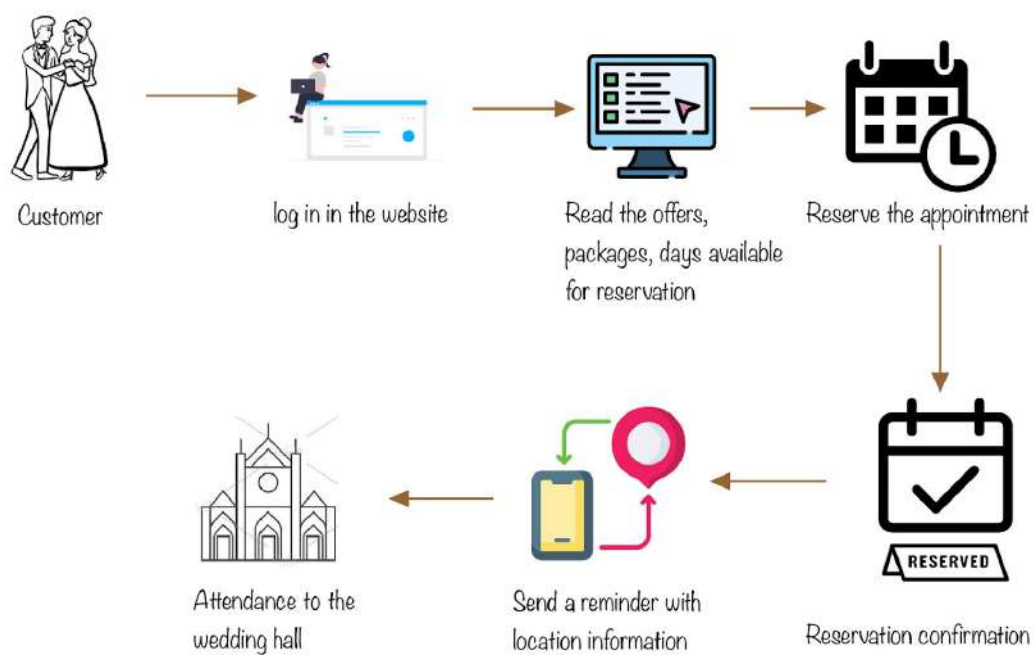 Customer
log in in the website
Read the offers,
packages, days available
for reservation
Reserve the appointment
RESERVED
Reservation confirmation
Send a reminder with
location information
Attendance to the
wedding hall